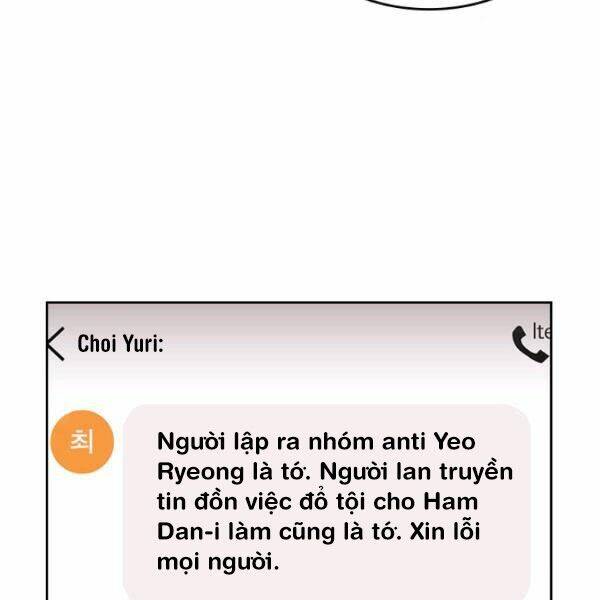 Choi Yuri:
Ite
최
Người lập ra nhóm anti Yeo
Ryeong là tớ. Người lan truyền
tin đồn việc đổ tội cho Ham
Dan-i làm cũng là tớ. Xin lỗi
mọi người.